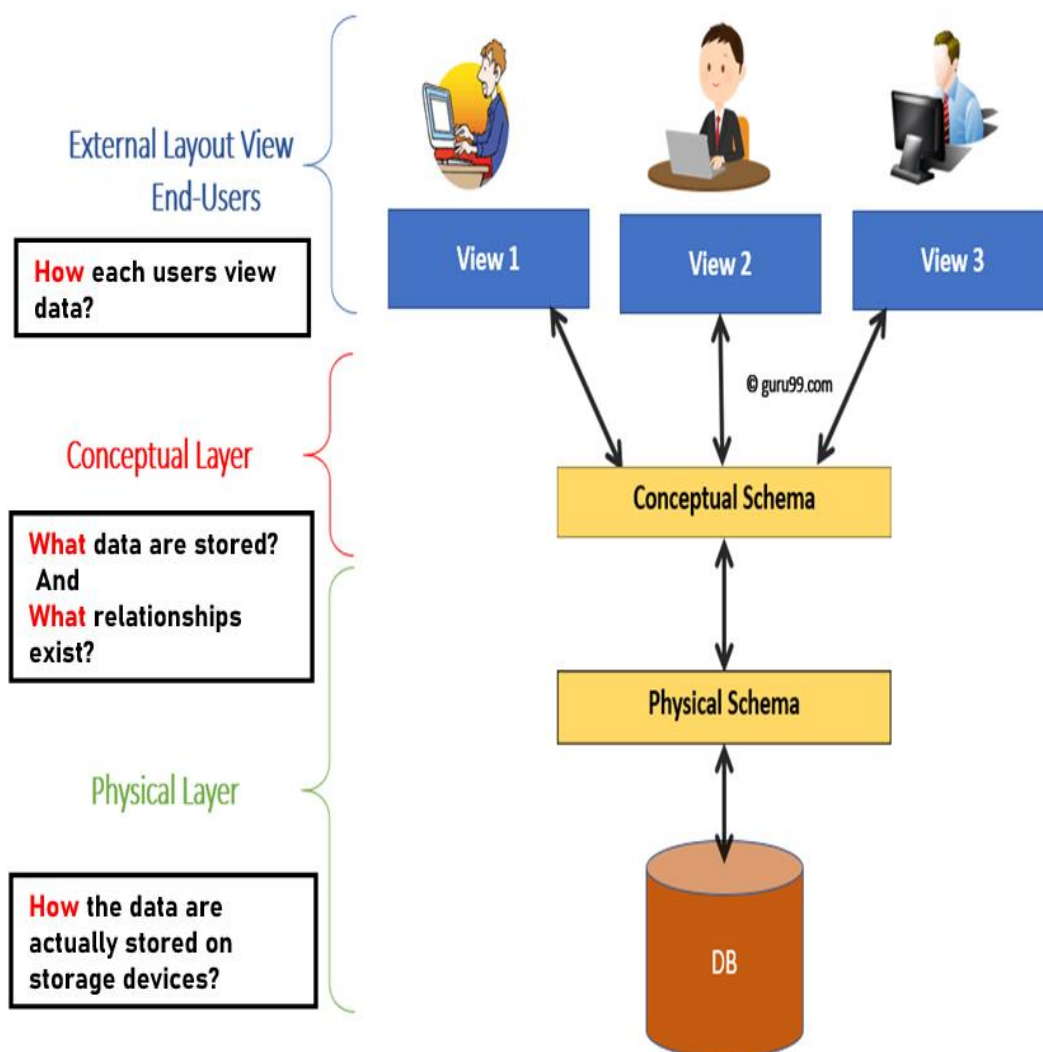 External Layout View
End-Users
How each users view
data?
View 1
View 2
View 3
© guru99.com
Conceptual Layer
What data are stored?
And
What relationships
exist?
Conceptual Schema
Physical Schema
Physical Layer
How the data are
actually stored on
storage devices?
DB